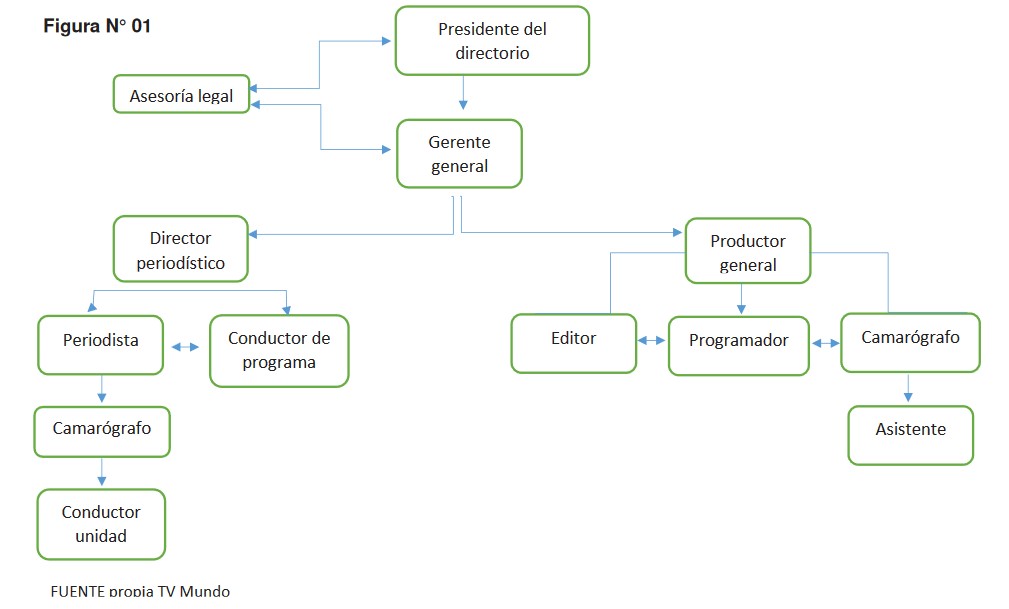 Figura N° 01
Presidente del
directorio
Asesoría legal
Gerente
general
Director
periodístico
Productor
general
Periodista
Conductor de
programa
Editor
Programador
Camarógrafo
Camarógrafo
Asistente
Conductor
unidad
FUENTE propia TV Mundo